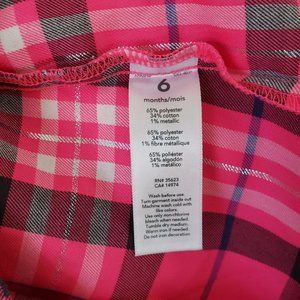 6
months/mois
65% polyester
34% cotton
1% metallic
65% polyester
34% coton
1% fibre métallique
65% poliéster
34% algodón
1% metálico
RN# 35623
CA# 14974
Wash before use.
Turn garment inside out
Machine wash cold with
like colors.
Use only non-chlorine
bleach when needed.
Tumble dry medium.
Warm iron if needed.
Do not iron decoration.